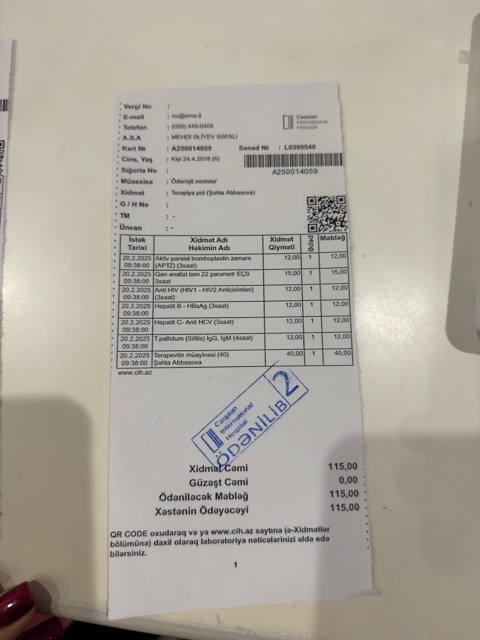 Vergi No :
E-mail : no@ema.il
Telefon : (055) 449-0409
A.S.A : MEHDİ ƏLİYEV SƏFALI
Kart № : A250014059 Sənəd № : L0399540
Cins, Yaş : Kişi 24.4.2018 (6)
A250014059
Sığorta No :
Müəssisə : Ödənişli xəstələr
Xidmət : Terapiya pol (Şəhla Abbasova)
G / H No :
TM : -
Ünvan : -
Caspian
International
Hospital
İstək Tarixi Xidmət Adı Həkimin Adı Xidmət Qiyməti Ədəd Məbləğ
20.2.2025 09:38:00 Aktiv parsial tromboplastin zamanı (APTZ) (3saat) 12,00 1 12,00
20.2.2025 09:38:00 Qan analizi tam 22 parametr EÇS 3saat 15,00 1 15,00
20.2.2025 09:38:00 Anti HIV (HIV1 - HIV2 Anticisimləri) (3saat) 12,00 1 12,00
20.2.2025 09:38:00 Hepatit B - HBsAg (3saat) 12,00 1 12,00
20.2.2025 09:38:00 Hepatit C- Anti HCV (3saat) 12,00 1 12,00
20.2.2025 09:38:00 T.pallidum (Sifilis) IgG, IgM (4saat) 12,00 1 12,00
20.2.2025 09:38:00 Terapevtin müayinəsi (40) Şəhla Abbasova 40,00 1 40,00
www.cih.az
Caspian
International
Hospital
ÖDƏNİLİB 2
Xidmət Cəmi 115,00
Güzəşt Cəmi 0,00
Ödəniləcək Məbləğ 115,00
Xəstənin Ödəyəcəyi 115,00
QR CODE oxudaraq və ya www.cih.az saytına (e-Xidmətlər
bölümünə) daxil olaraq laboratoriya nəticələrinizi əldə edə
bilərsiniz.
1